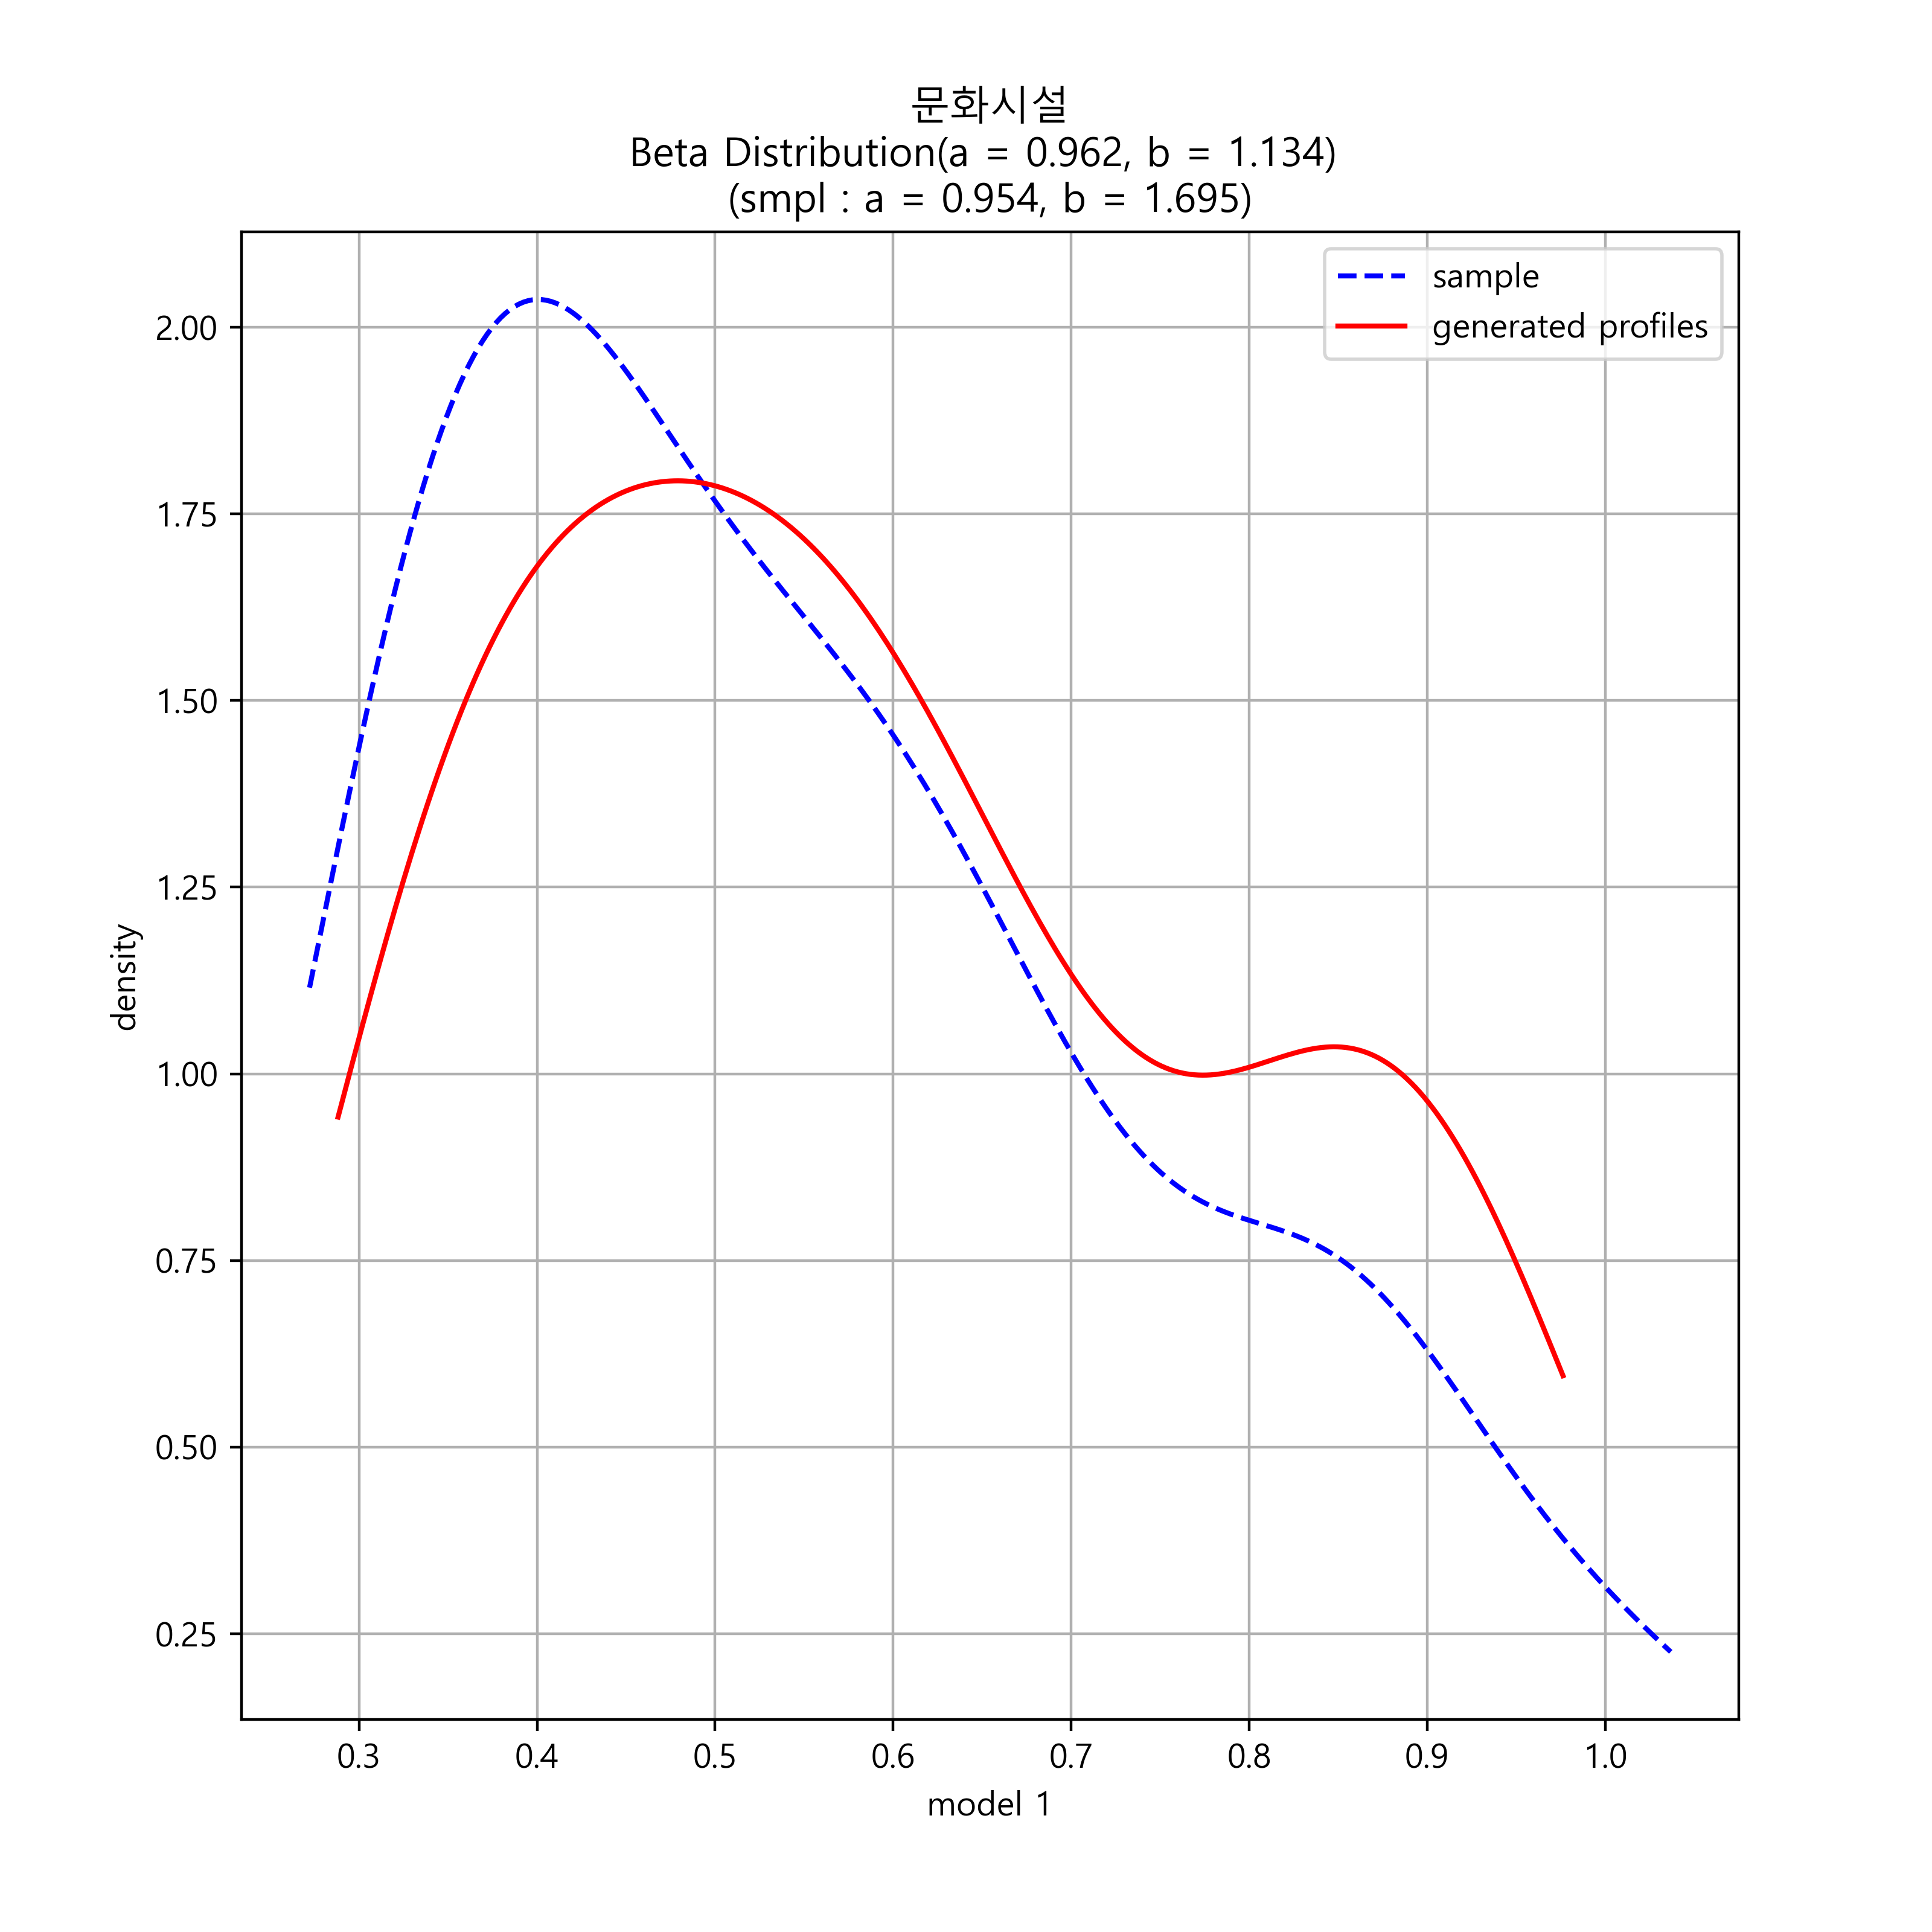 문화시설
Beta Distribution(a = 0.962, b = 1.134)
(smpl : a = 0.954, b = 1.695)
sample
generated profiles
2.00
1.75
1.50
1.25
1.00
0.75
0.50
0.25
density
0.3 0.4 0.5 0.6 0.7 0.8 0.9 1.0
model 1